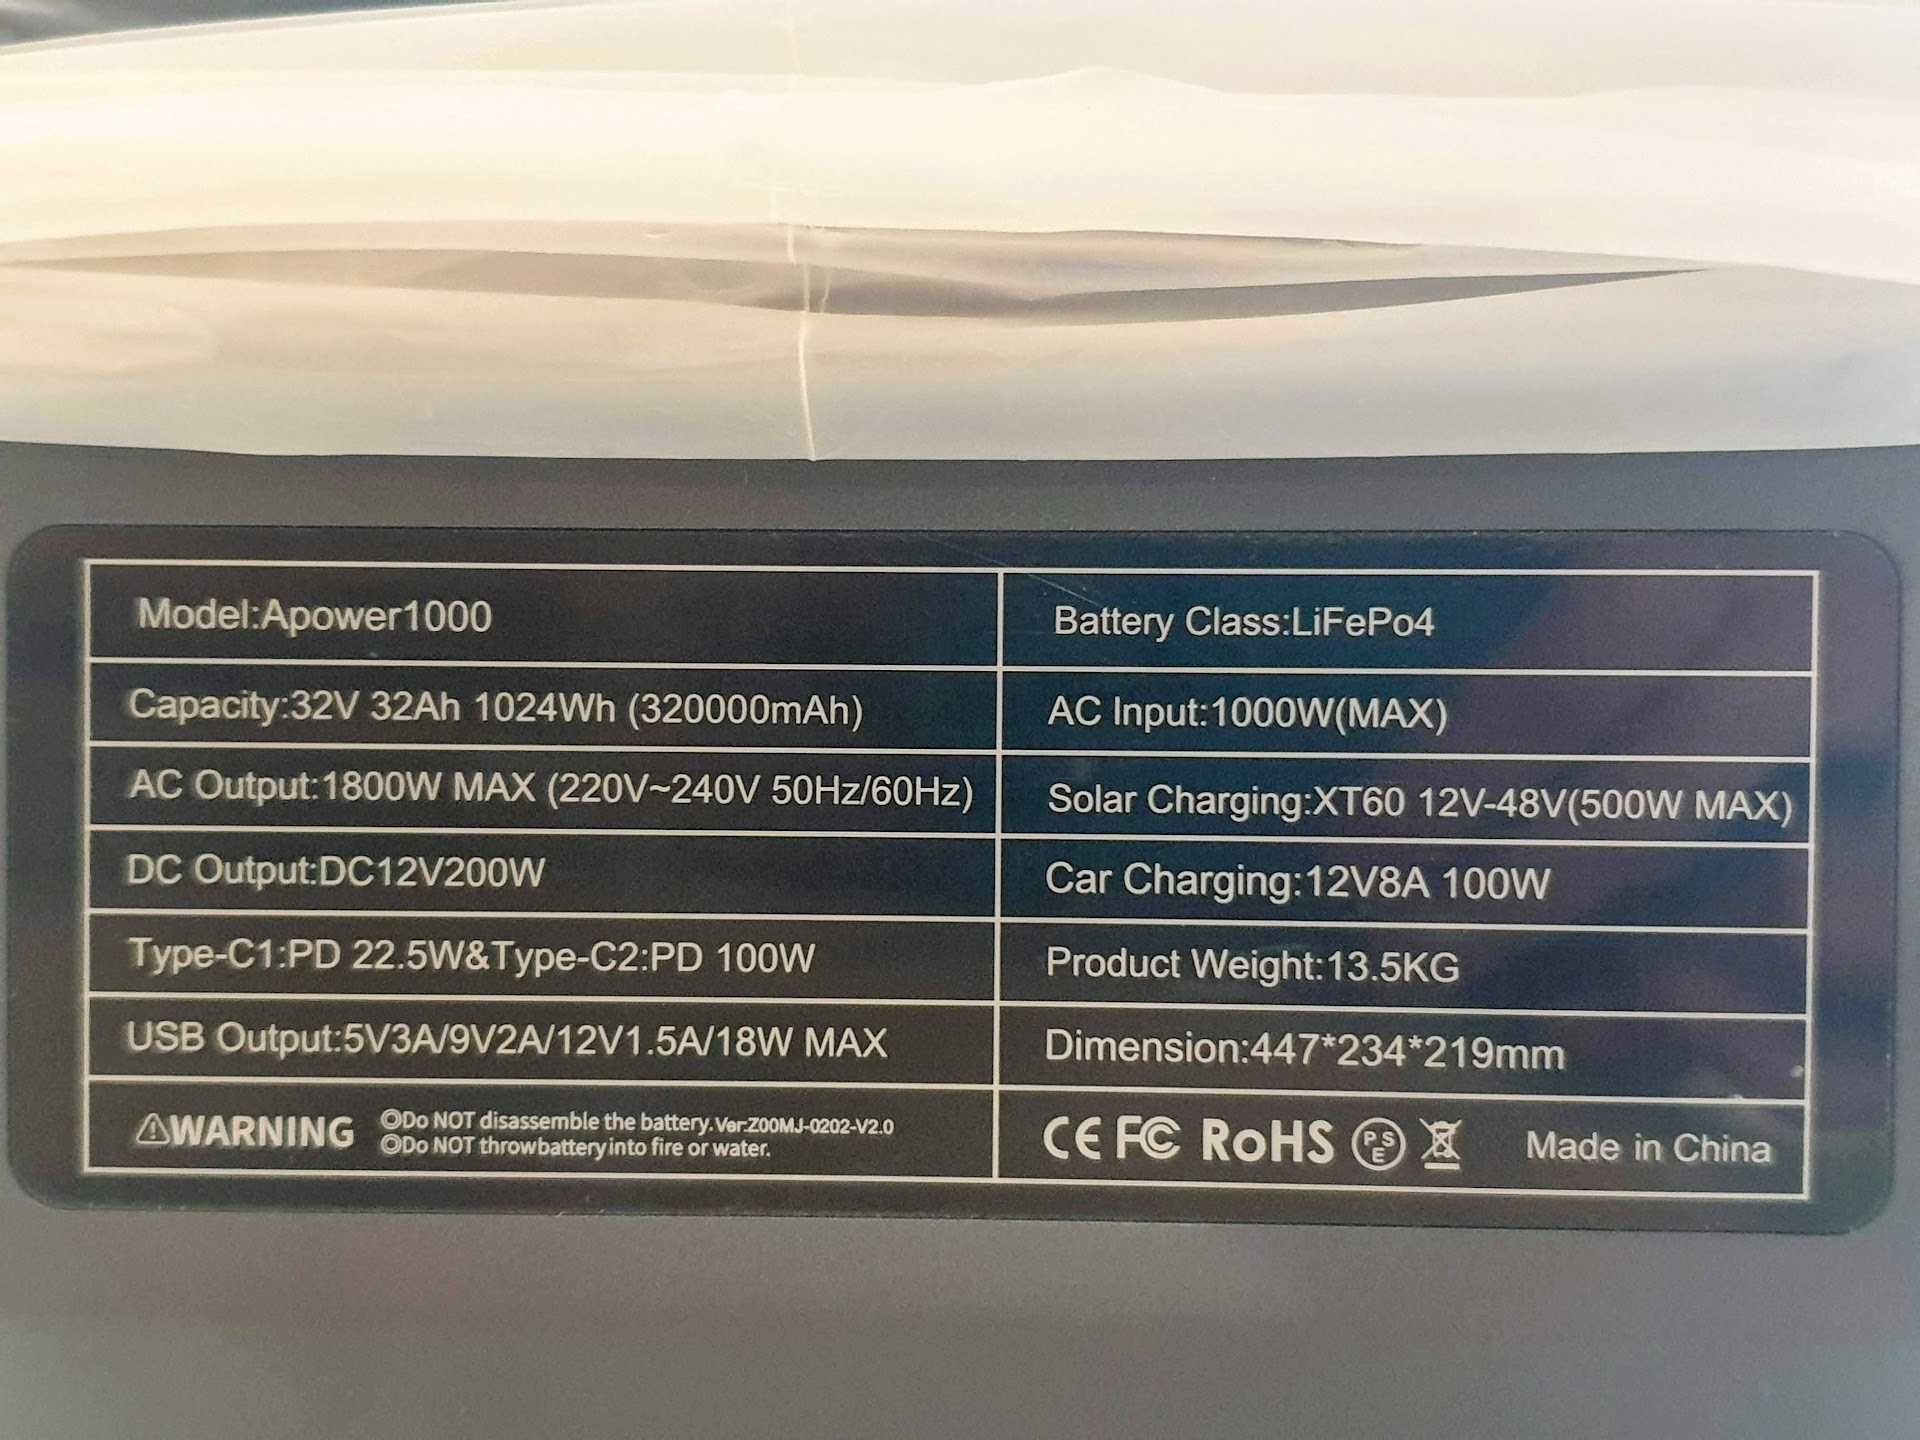 Model:Apower1000
Battery Class:LiFePo4
Capacity:32V 32Ah 1024Wh (320000mAh)
AC Input:1000W(MAX)
AC Output:1800W MAX (220V~240V 50Hz/60Hz)
Solar Charging:XT60 12V-48V(500W MAX)
DC Output:DC12V200W
Car Charging:12V8A 100W
Type-C1:PD 22.5W&Type-C2:PD 100W
Product Weight:13.5KG
USB Output:5V3A/9V2A/12V1.5A/18W MAX
Dimension:447*234*219mm
⚠WARNING
◎Do NOT disassemble the battery.Ver:Z00MJ-0202-V2.0
◎Do NOT throwbatteryinto fire or water.
CE FC RoHS PSE Made in China